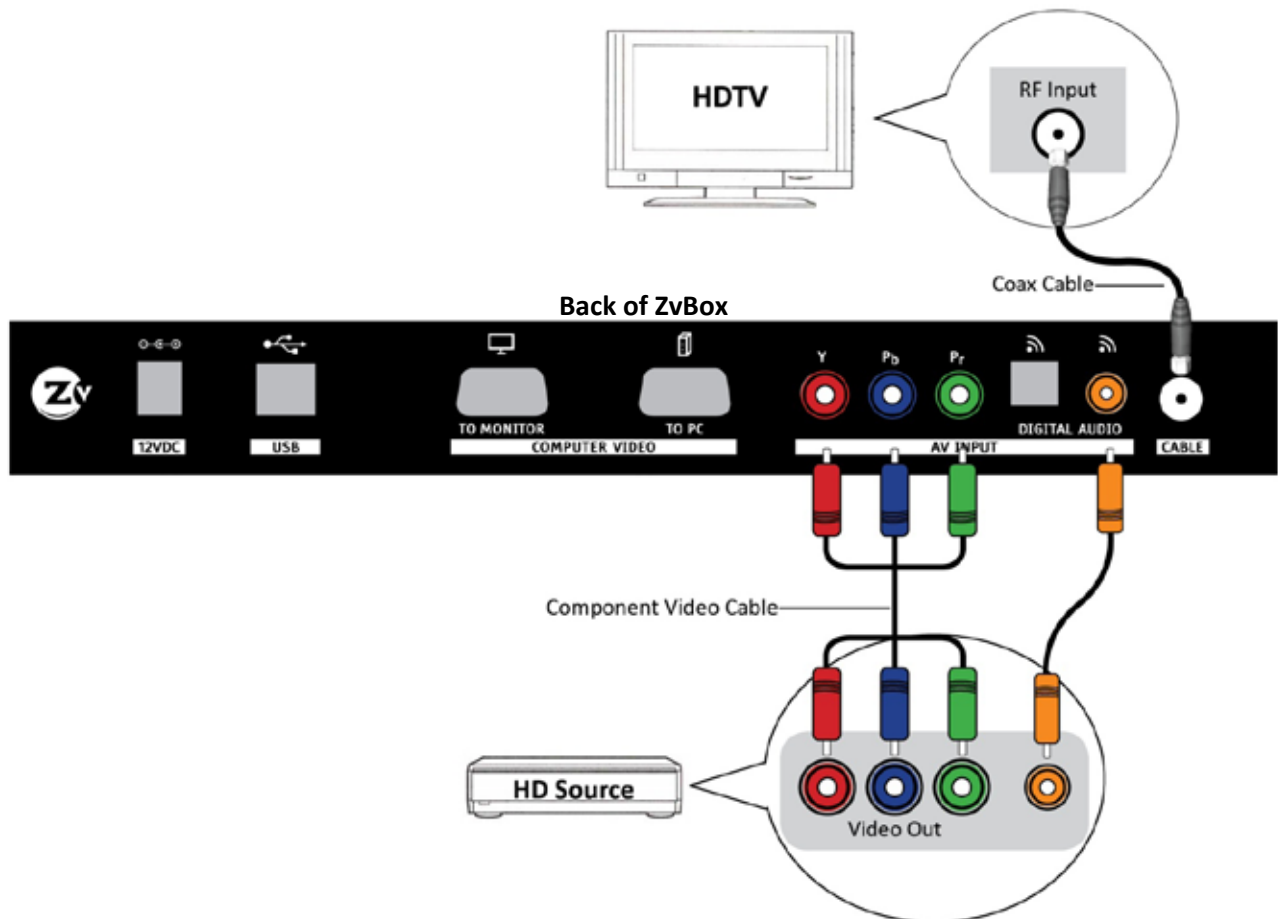 HDTV
RF Input
Coax Cable
Back of ZvBox
Zv
Y Pb Pr
TO MONITOR TO PC DIGITAL AUDIO
12VDC USB COMPUTER VIDEO AV INPUT CABLE
Component Video Cable
HD Source
Video Out